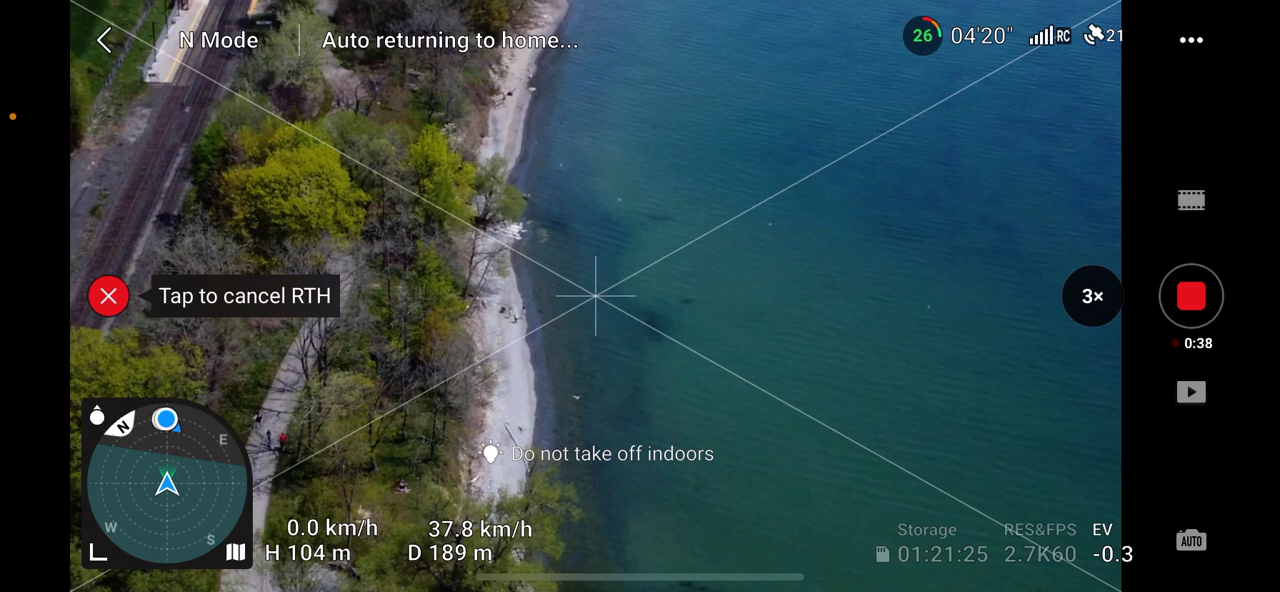 N Mode
Auto returning to home...
26
04'20"
RC
21
Tap to cancel RTH
3×
0:38
N
E
W
S
Do not take off indoors
0.0 km/h
37.8 km/h
H 104 m
D 189 m
Storage
RES&FPS
EV
01:21:25
2.7K60
-0.3
AUTO